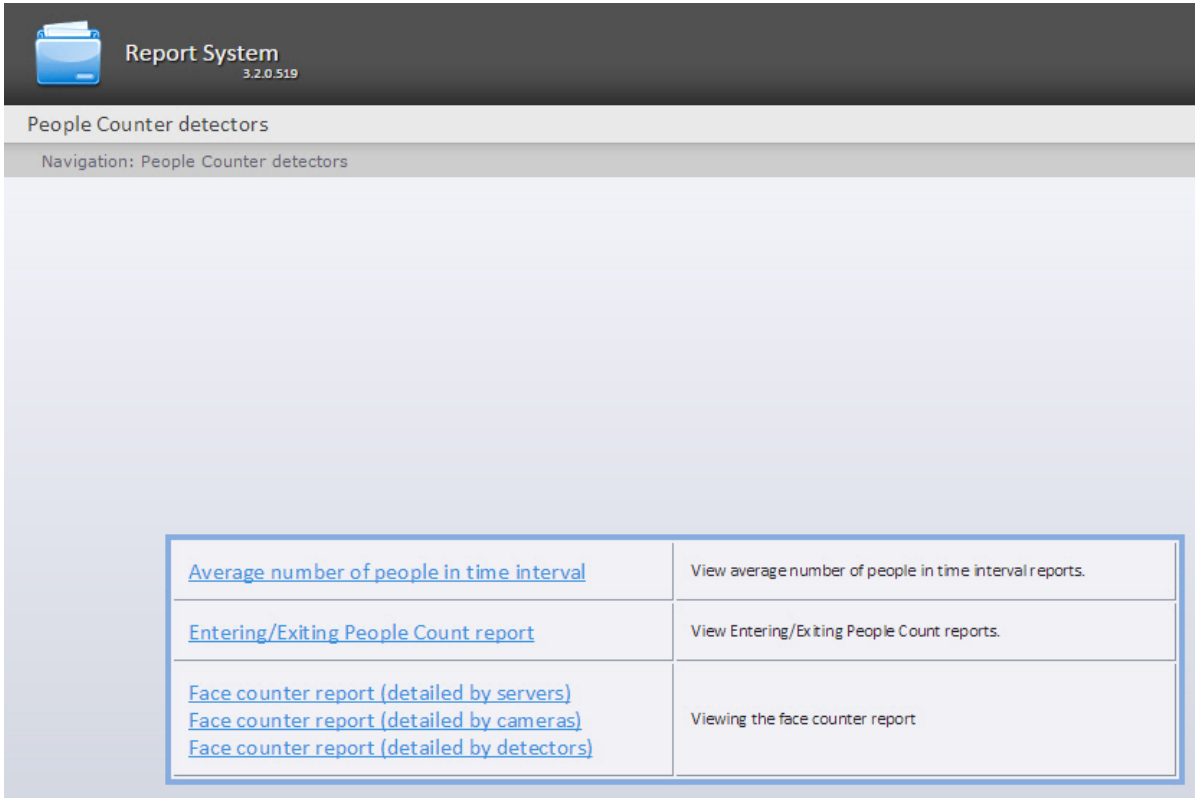 Report System
3.2.0.519
People Counter detectors
Navigation: People Counter detectors
Average number of people in time interval
View average number of people in time interval reports.
Entering/Exiting People Count report
View Entering/Exiting People Count reports.
Face counter report (detailed by servers)
Face counter report (detailed by cameras)
Face counter report (detailed by detectors)
Viewing the face counter report